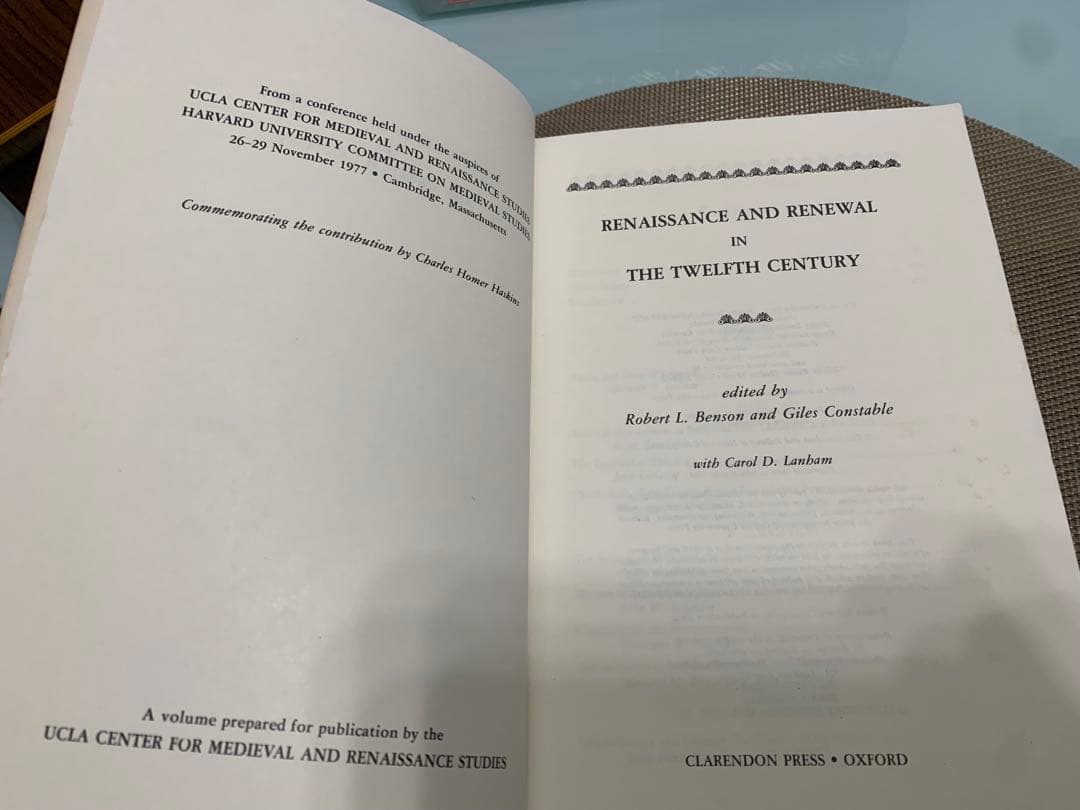 From a conference held under the auspices of
UCLA CENTER FOR MEDIEVAL AND RENAISSANCE STUDIES
HARVARD UNIVERSITY COMMITTEE ON MEDIEVAL STUDIES
26–29 November 1977 • Cambridge, Massachusetts
Commemorating the contribution by Charles Homer Haskins
A volume prepared for publication by the
UCLA CENTER FOR MEDIEVAL AND RENAISSANCE STUDIES
RENAISSANCE AND RENEWAL
IN
THE TWELFTH CENTURY
edited by
Robert L. Benson and Giles Constable
with Carol D. Lanham
CLARENDON PRESS • OXFORD